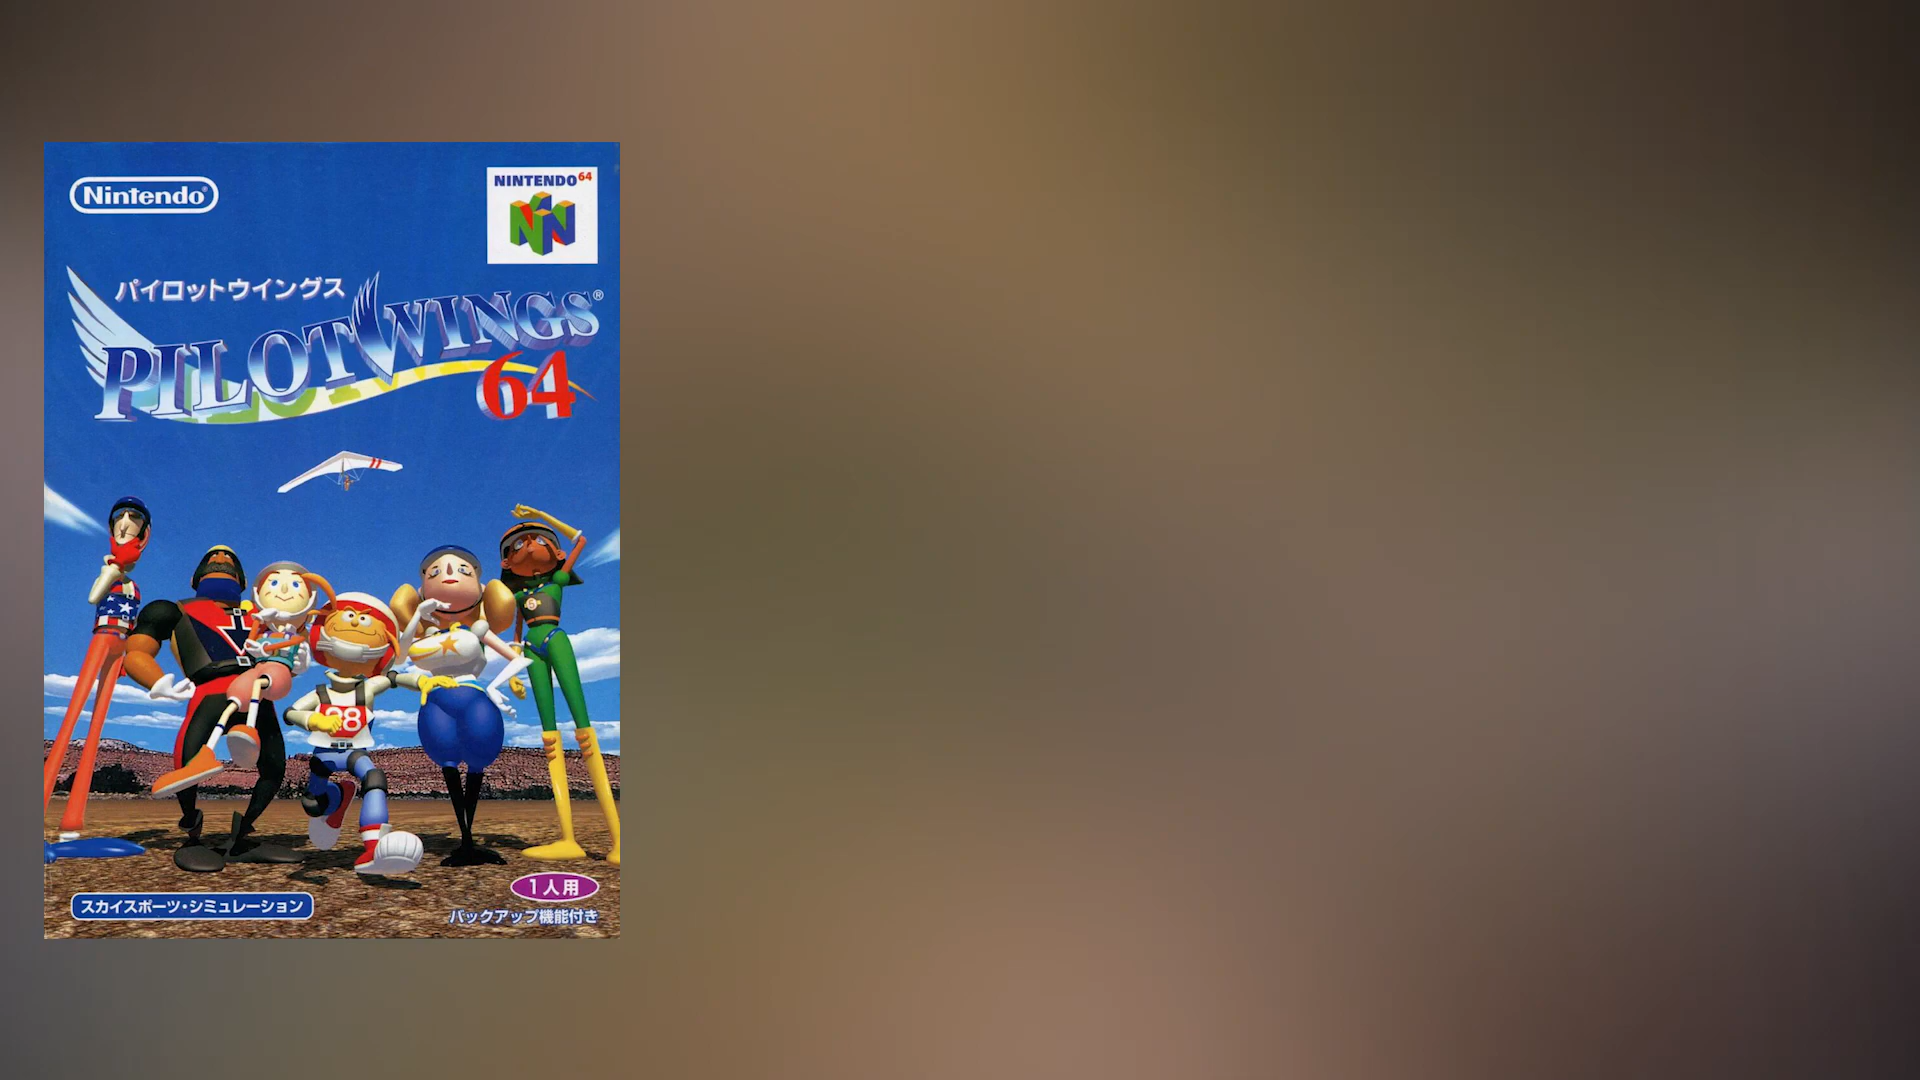 Nintendo®
NINTENDO64
パイロットウイングス
PILOTWINGS®
64
28
スカイスポーツ・シミュレーション
1人用
バックアップ機能付き